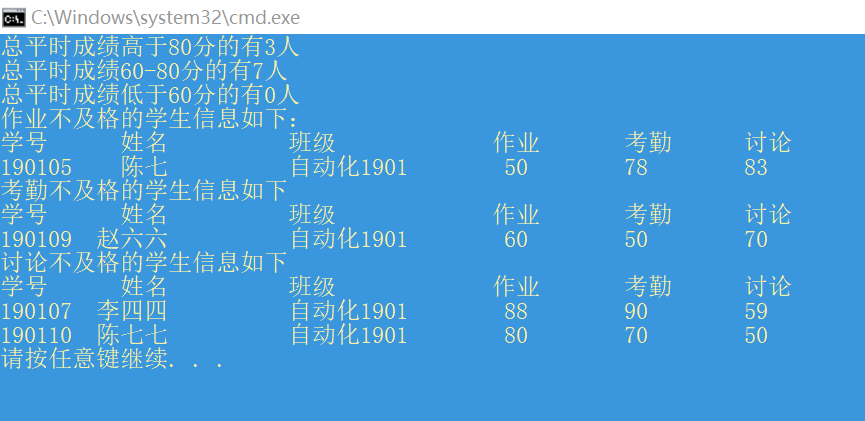 C:\Windows\system32\cmd.exe
总平时成绩高于80分的有3人
总平时成绩60-80分的有7人
总平时成绩低于60分的有0人
作业不及格的学生信息如下:
学号 姓名 班级 作业 考勤 讨论
190105 陈七 自动化1901 50 78 83
考勤不及格的学生信息如下
学号 姓名 班级 作业 考勤 讨论
190109 赵六六 自动化1901 60 50 70
讨论不及格的学生信息如下
学号 姓名 班级 作业 考勤 讨论
190107 李四四 自动化1901 88 90 59
190110 陈七七 自动化1901 80 70 50
请按任意键继续. . .